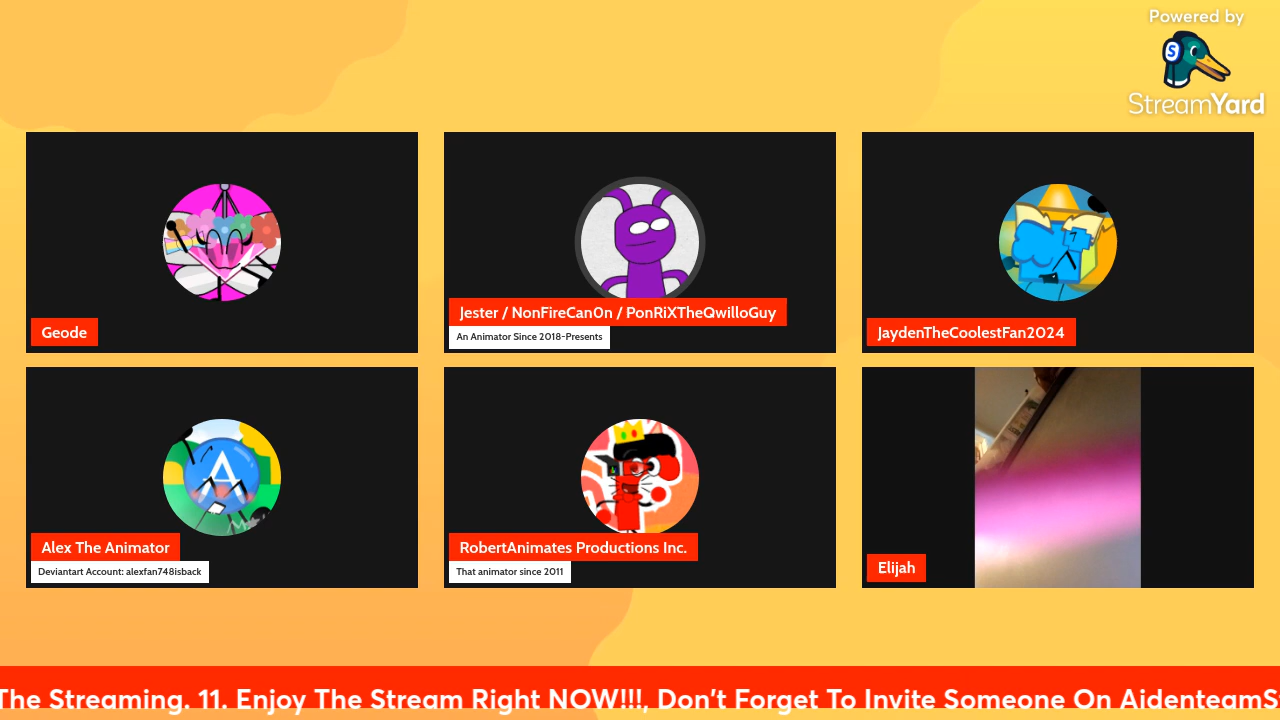 Powered by
StreamYard
Geode
Jester / NonFireCan0n / PonRiXTheQwilloGuy
An Animator Since 2018-Presents
JaydenTheCoolestFan2024
Alex The Animator
Deviantart Account: alexfan748isback
RobertAnimates Productions Inc.
That animator since 2011
Elijah
The Streaming. 11. Enjoy The Stream Right NOW!!!, Don't Forget To Invite Someone On AidenteamS